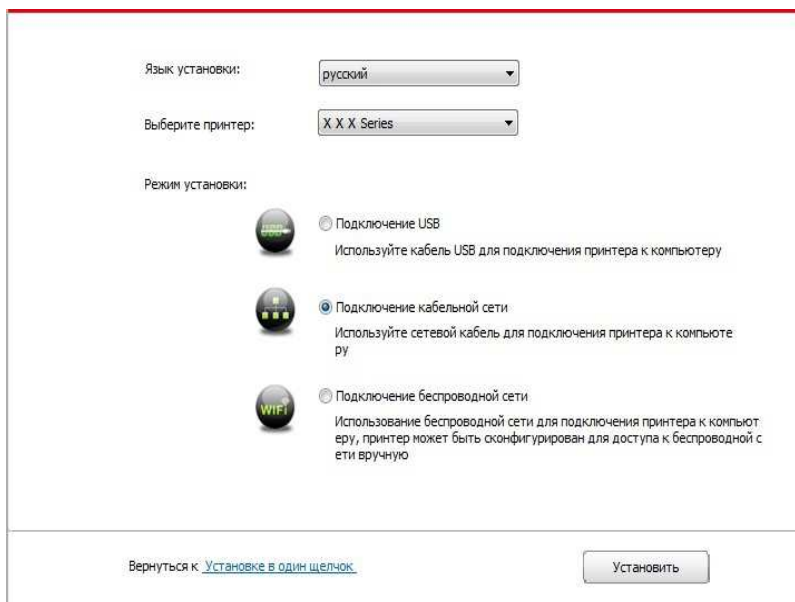 Язык установки:
русский
Выберите принтер:
X X X Series
Режим установки:
USB
Подключение USB
Используйте кабель USB для подключения принтера к компьютеру
Подключение кабельной сети
Используйте сетевой кабель для подключения принтера к компьюте
ру
WiFi
Подключение беспроводной сети
Использование беспроводной сети для подключения принтера к компьют
еру, принтер может быть сконфигурирован для доступа к беспроводной с
ети вручную
Вернуться к Установке в один щелчок
Установить